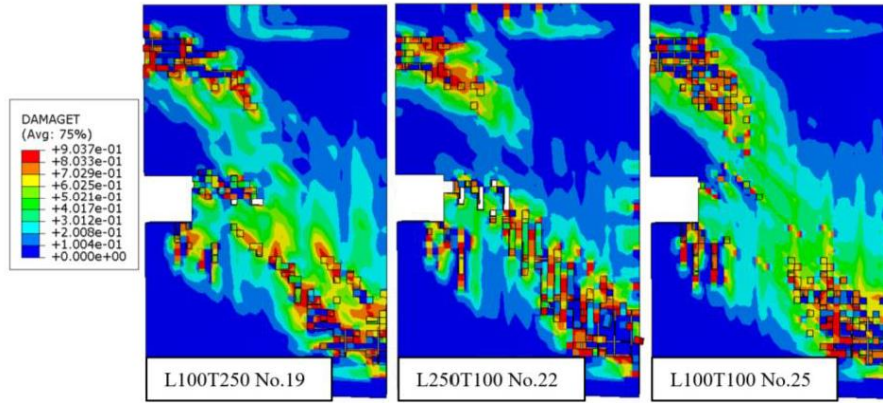 DAMAGET
(Avg: 75%)
+9.037e-01
+8.033e-01
+7.029e-01
+6.025e-01
+5.021e-01
+4.017e-01
+3.012e-01
+2.008e-01
+1.004e-01
+0.000e+00
L100T250 No.19
L250T100 No.22
L100T100 No.25